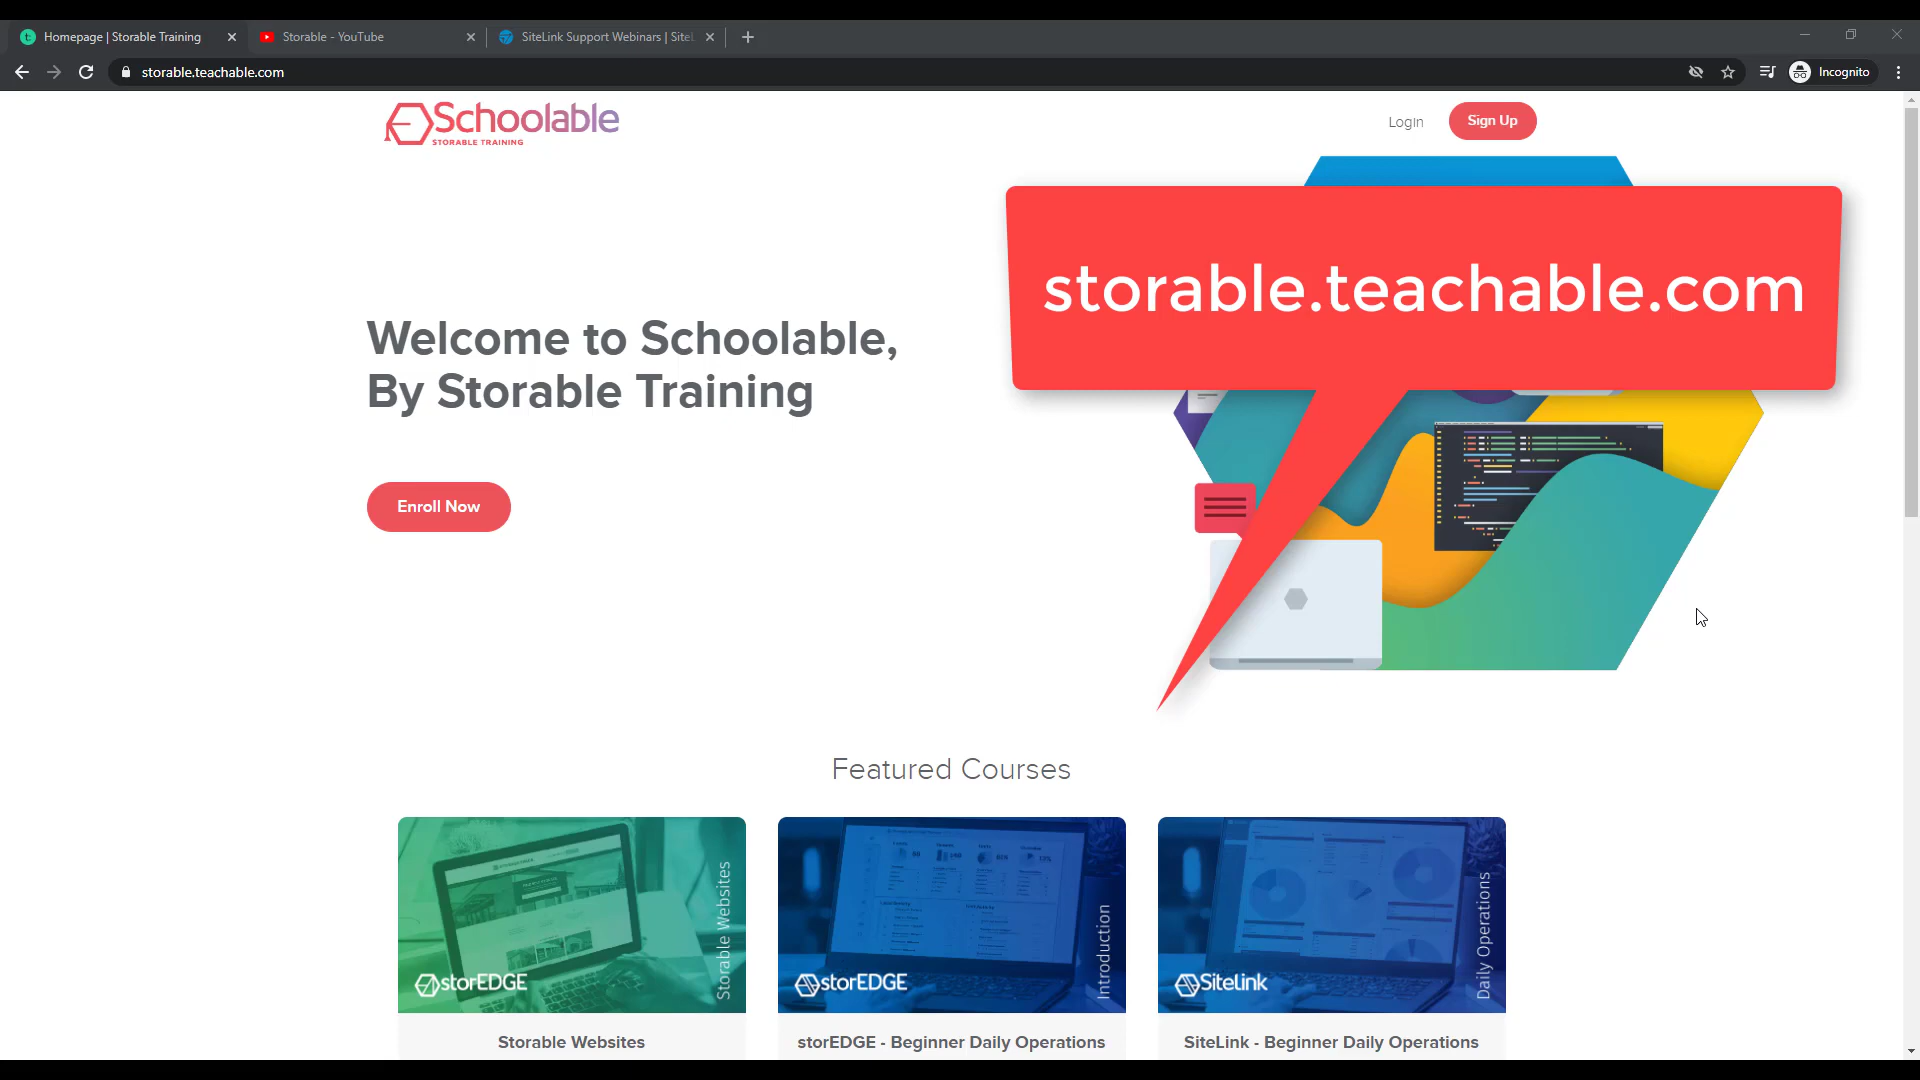 Homepage | Storable Training
Storable - YouTube
SiteLink Support Webinars | SiteL
storable.teachable.com
Incognito
Schoolable
STORABLE TRAINING
Login
Sign Up
storable.teachable.com
Welcome to Schoolable,
By Storable Training
Enroll Now
Featured Courses
Storable Websites
storEDGE
Introduction
storEDGE
Daily Operations
SiteLink
Storable Websites
storEDGE - Beginner Daily Operations
SiteLink - Beginner Daily Operations